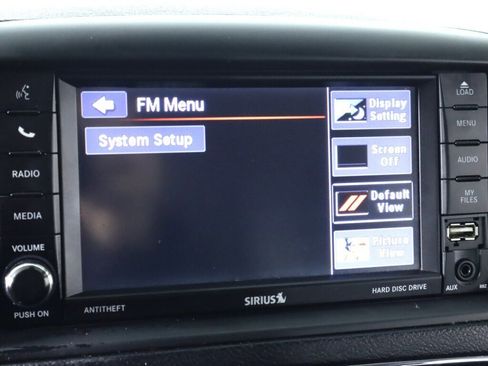 FM Menu
System Setup
Display
Setting
Screen
Off
Default
View
Picture
View
RADIO
MEDIA
VOLUME
PUSH ON
ANTITHEFT
SIRIUS
HARD DISC DRIVE
LOAD
MENU
AUDIO
MY
FILES
AUX